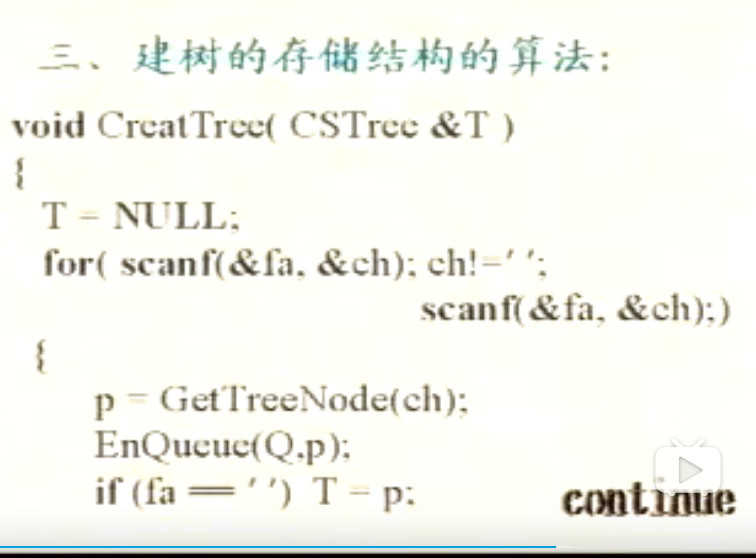 三、建树的存储结构的算法:
void CreatTree( CSTree &T )
{
T = NULL;
for( scanf(&fa, &ch); ch!=' ';
scanf(&fa, &ch);)
{
p = GetTreeNode(ch);
EnQueue(Q,p);
if (fa == ' ') T = p;
continue